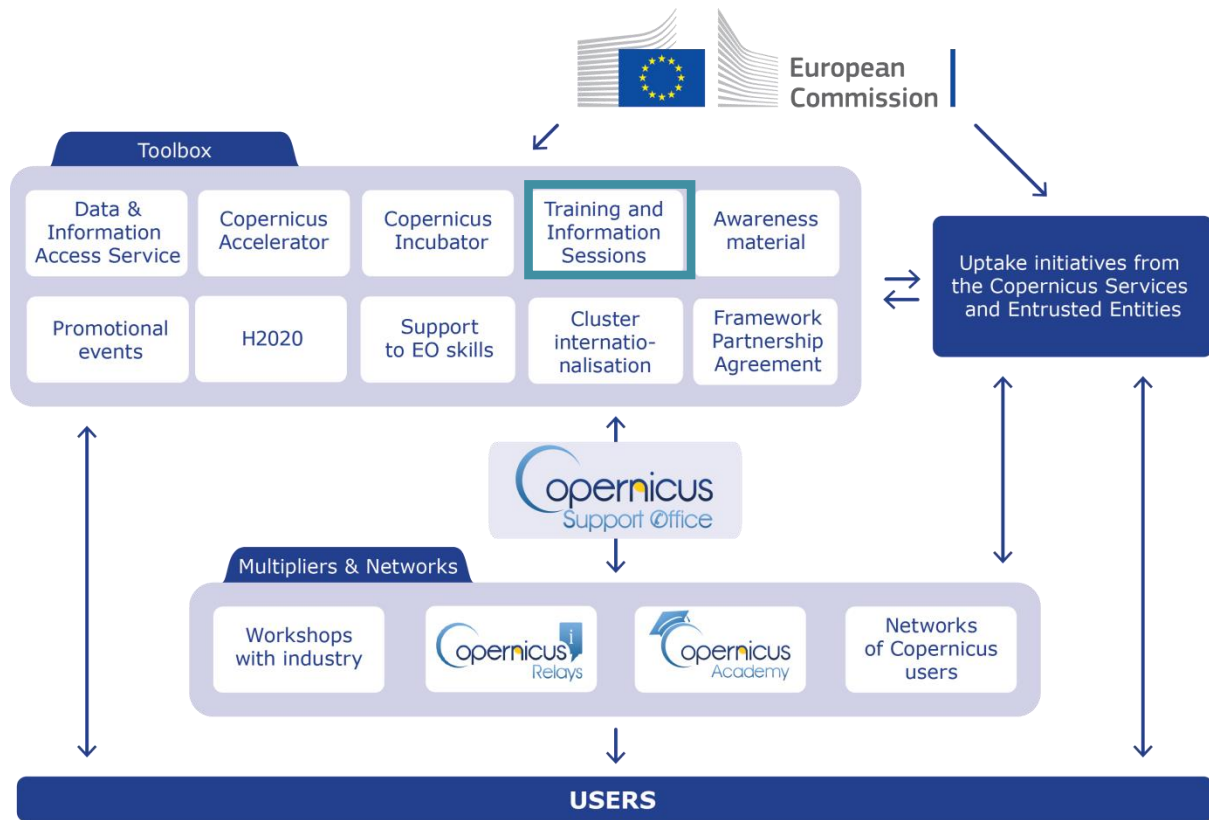 European
Commission
Toolbox
Data &
Information
Access Service
Copernicus
Accelerator
Copernicus
Incubator
Training and
Information
Sessions
Awareness
material
Promotional
events
H2020
Support
to EO skills
Cluster
internatio-
nalisation
Framework
Partnership
Agreement
Uptake initiatives from
the Copernicus Services
and Entrusted Entities
Copernicus
Support Office
Multipliers & Networks
Workshops
with industry
Copernicus
i
Relays
Copernicus
Academy
Networks
of Copernicus
users
USERS